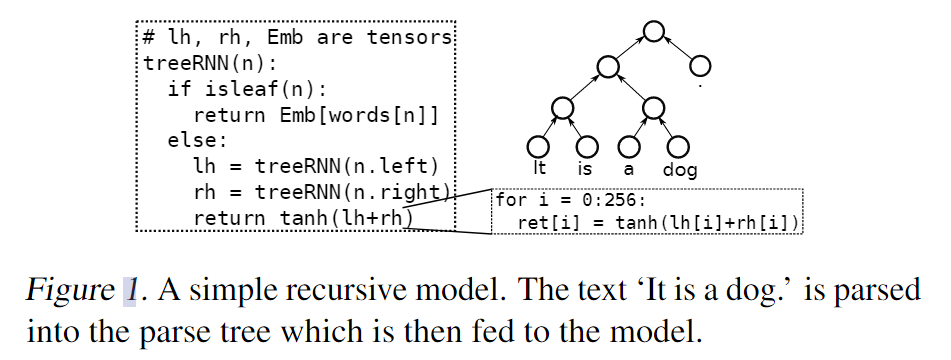 # lh, rh, Emb are tensors
treeRNN(n):
if isleaf(n):
return Emb[words[n]]
else:
lh = treeRNN(n.left)
rh = treeRNN(n.right)
return tanh(lh+rh)
.
It is a dog
for i = 0:256:
ret[i] = tanh(lh[i]+rh[i])
Figure 1. A simple recursive model. The text ‘It is a dog.’ is parsed
into the parse tree which is then fed to the model.